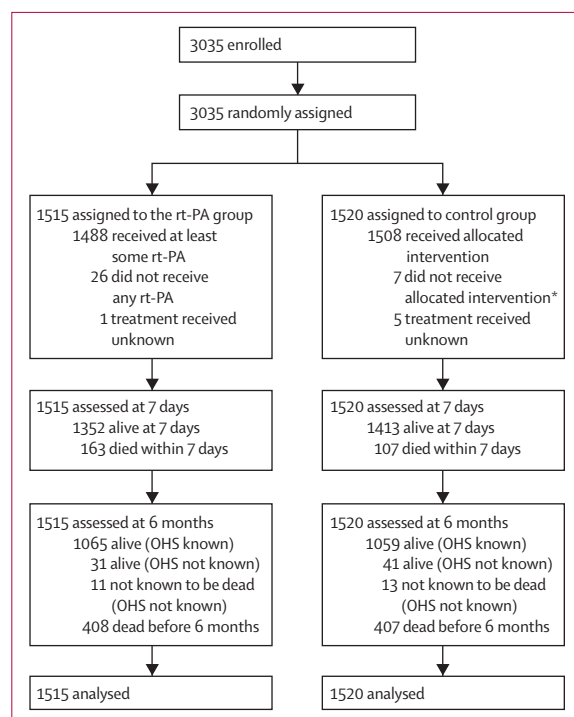 3035 enrolled
3035 randomly assigned
1515 assigned to the rt-PA group
1488 received at least
some rt-PA
26 did not receive
any rt-PA
1 treatment received
unknown
1520 assigned to control group
1508 received allocated
intervention
7 did not receive
allocated intervention*
5 treatment received
unknown
1515 assessed at 7 days
1352 alive at 7 days
163 died within 7 days
1520 assessed at 7 days
1413 alive at 7 days
107 died within 7 days
1515 assessed at 6 months
1065 alive (OHS known)
31 alive (OHS not known)
11 not known to be dead
(OHS not known)
408 dead before 6 months
1520 assessed at 6 months
1059 alive (OHS known)
41 alive (OHS not known)
13 not known to be dead
(OHS not known)
407 dead before 6 months
1515 analysed
1520 analysed